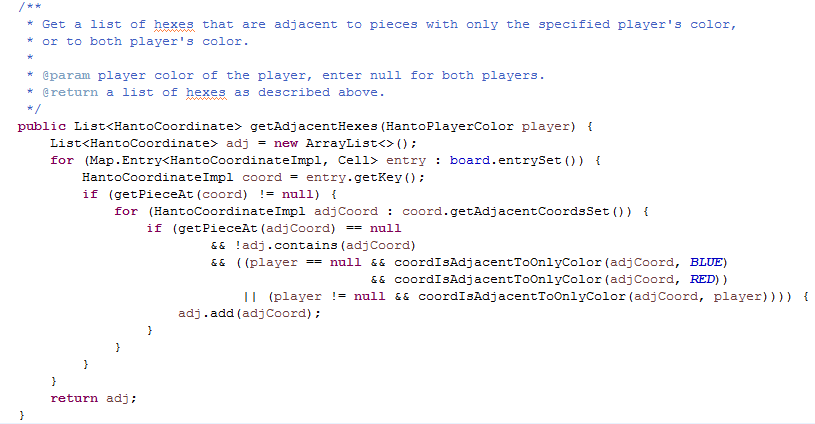 /**
 * Get a list of hexes that are adjacent to pieces with only the specified player's color,
 * or to both player's color.
 *
 * @param player color of the player, enter null for both players.
 * @return a list of hexes as described above.
 */
public List<HantoCoordinate> getAdjacentHexes(HantoPlayerColor player) {
    List<HantoCoordinate> adj = new ArrayList<>();
    for (Map.Entry<HantoCoordinateImpl, Cell> entry : board.entrySet()) {
        HantoCoordinateImpl coord = entry.getKey();
        if (getPieceAt(coord) != null) {
            for (HantoCoordinateImpl adjCoord : coord.getAdjacentCoordsSet()) {
                if (getPieceAt(adjCoord) == null
                        && !adj.contains(adjCoord)
                        && ((player == null && coordIsAdjacentToOnlyColor(adjCoord, BLUE)
                                            && coordIsAdjacentToOnlyColor(adjCoord, RED))
                            || (player != null && coordIsAdjacentToOnlyColor(adjCoord, player)))) {
                    adj.add(adjCoord);
                }
            }
        }
    }
    return adj;
}